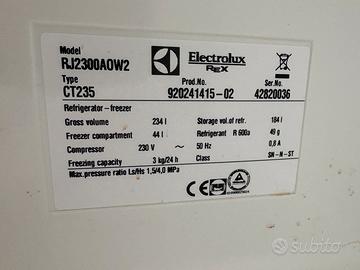 Model
RJ2300AOW2
Type
CT235
Electrolux
REX
Prod.No. Ser.No.
920241415-02 42820036
Refrigerator-freezer
Fridge compartment 234 l Storage vol. of refr. 184 l
Freezer compartment 44 l Refrigerant R 600a 49 g
Compressor 230 V ~ 50 Hz 0,8 A
Freezing capacity 3 kg/24 h Class SN-N-ST
Max.pressure ratio Ls/Hs 1,5/4,0 MPa
CE
subito